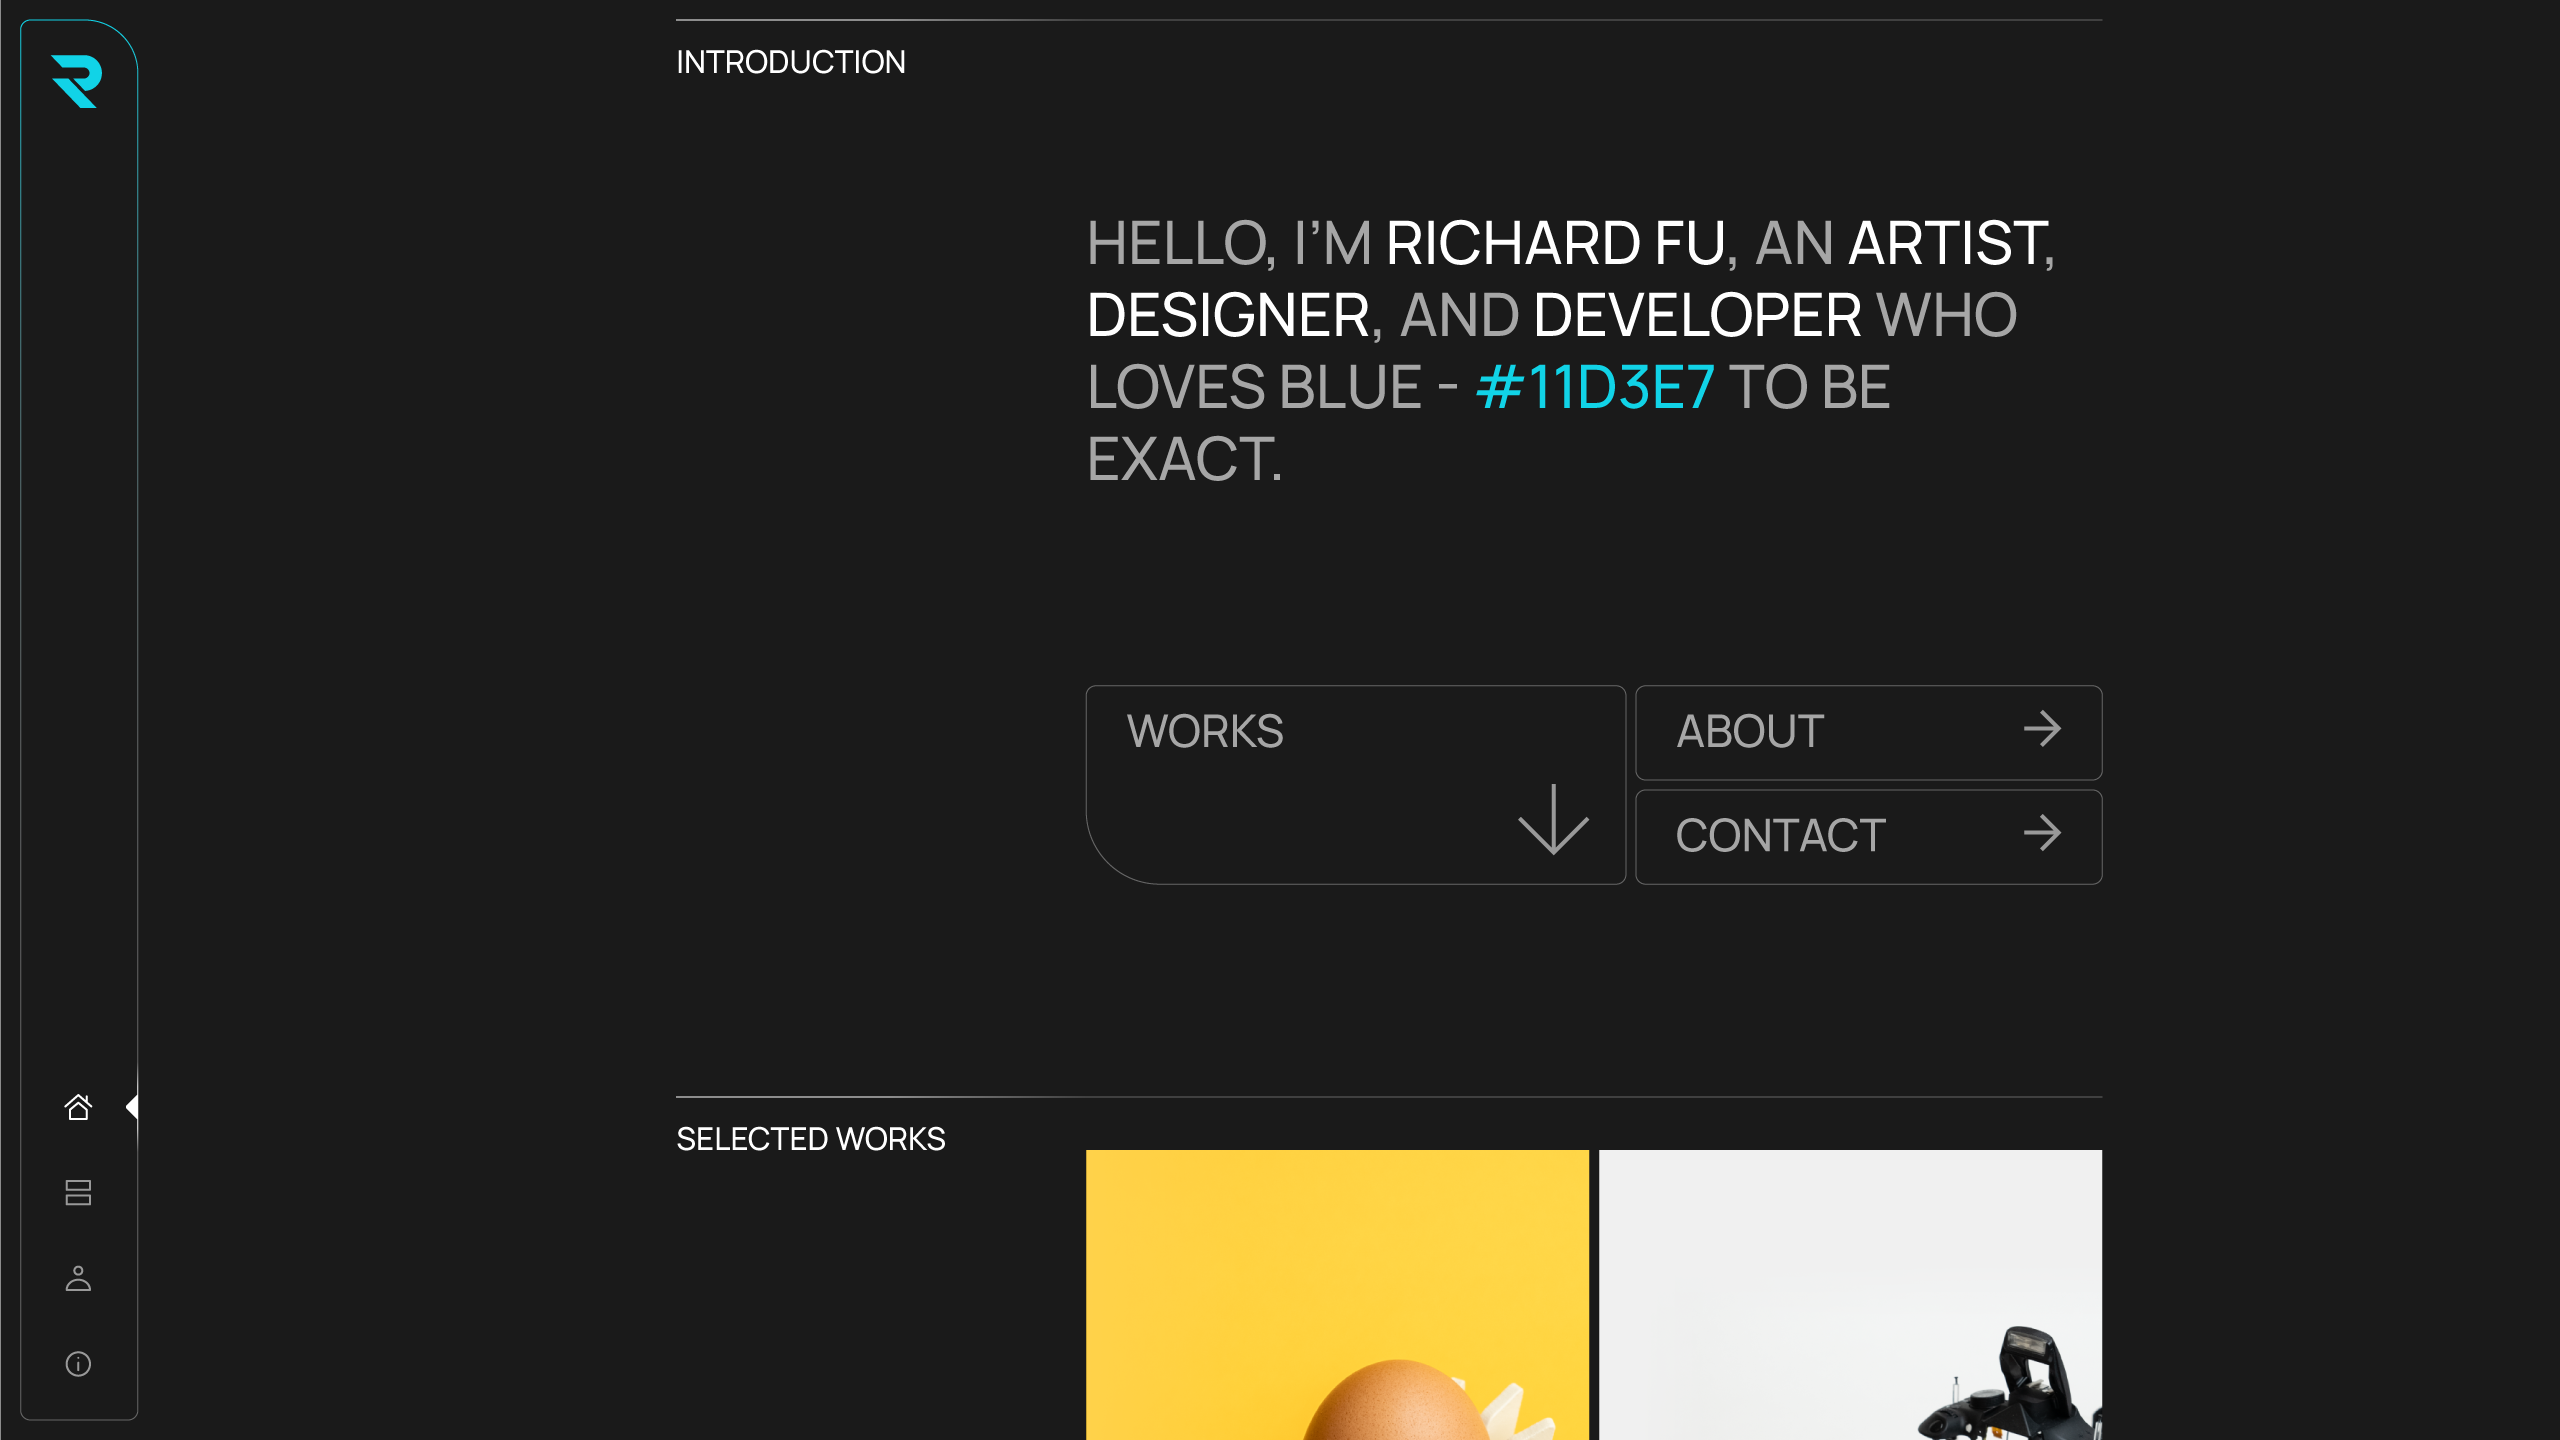 INTRODUCTION
HELLO, I’M RICHARD FU, AN ARTIST,
DESIGNER, AND DEVELOPER WHO
LOVES BLUE - #11D3E7 TO BE
EXACT.
WORKS
ABOUT
CONTACT
SELECTED WORKS